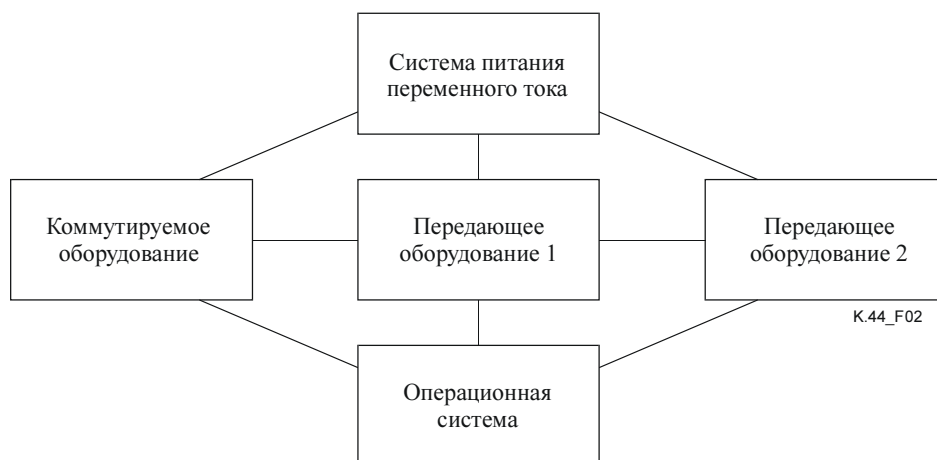 Система питания
переменного тока
Коммутируемое
оборудование
Передающее
оборудование 1
Передающее
оборудование 2
K.44_F02
Операционная
система